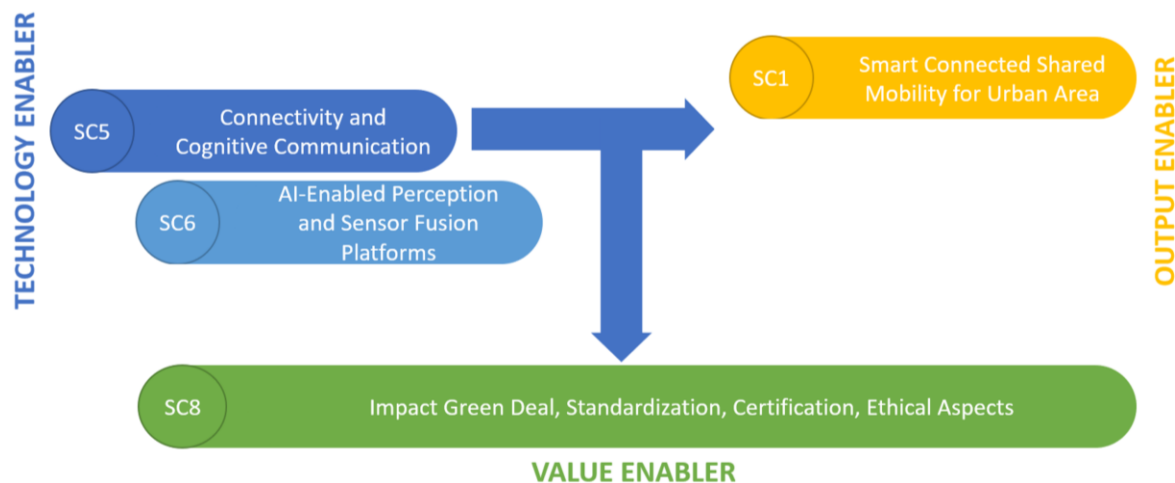 TECHNOLOGY ENABLER
SC5
Connectivity and
Cognitive Communication
SC6
AI-Enabled Perception
and Sensor Fusion
Platforms
SC1
Smart Connected Shared
Mobility for Urban Area
OUTPUT ENABLER
SC8
Impact Green Deal, Standardization, Certification, Ethical Aspects
VALUE ENABLER